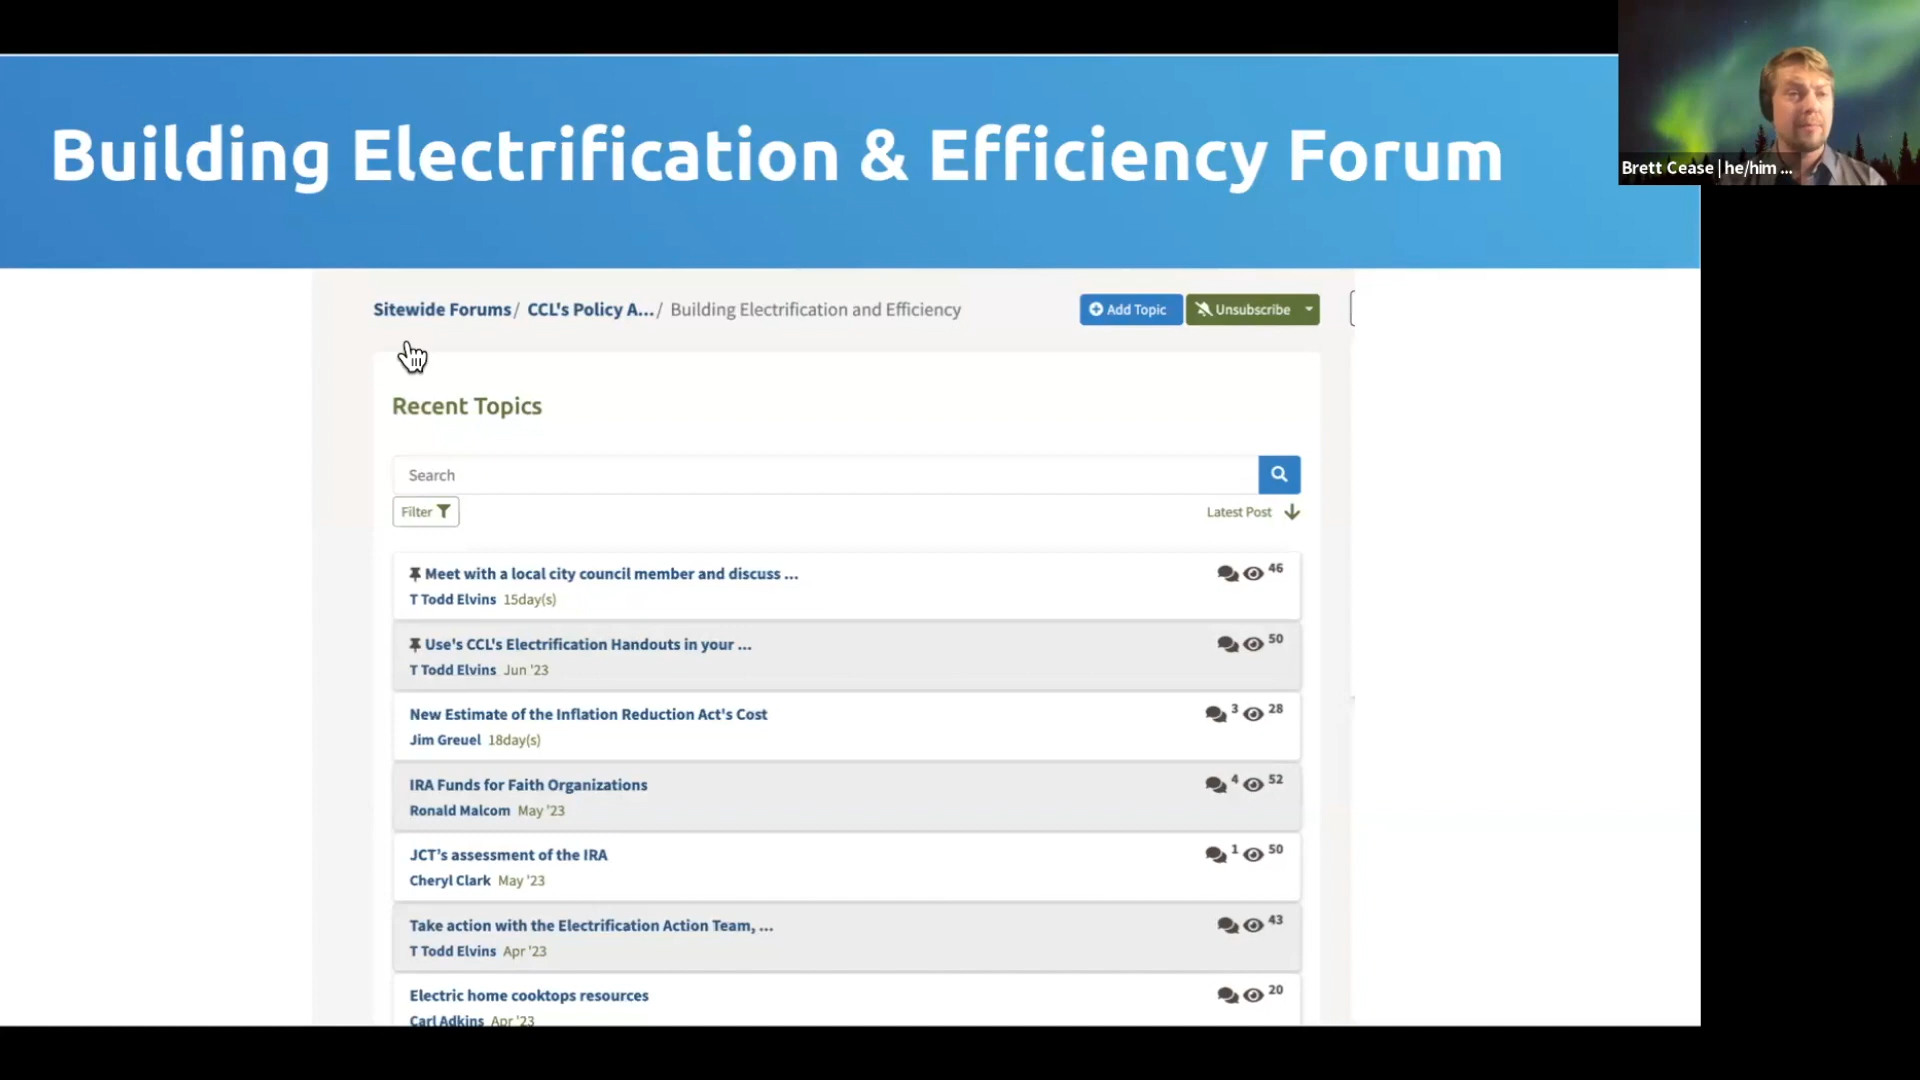 Building Electrification & Efficiency Forum
Brett Cease | he/him ...
Sitewide Forums / CCL's Policy A... / Building Electrification and Efficiency
Add Topic
Unsubscribe
Recent Topics
Search
Filter
Latest Post
Meet with a local city council member and discuss ...
46
T Todd Elvins 15day(s)
Use's CCL's Electrification Handouts in your ...
50
T Todd Elvins Jun '23
New Estimate of the Inflation Reduction Act's Cost
3 28
Jim Greuel 18day(s)
IRA Funds for Faith Organizations
4 52
Ronald Malcom May '23
JCT's assessment of the IRA
1 50
Cheryl Clark May '23
Take action with the Electrification Action Team, ...
43
T Todd Elvins Apr '23
Electric home cooktops resources
20
Carl Adkins Apr '23